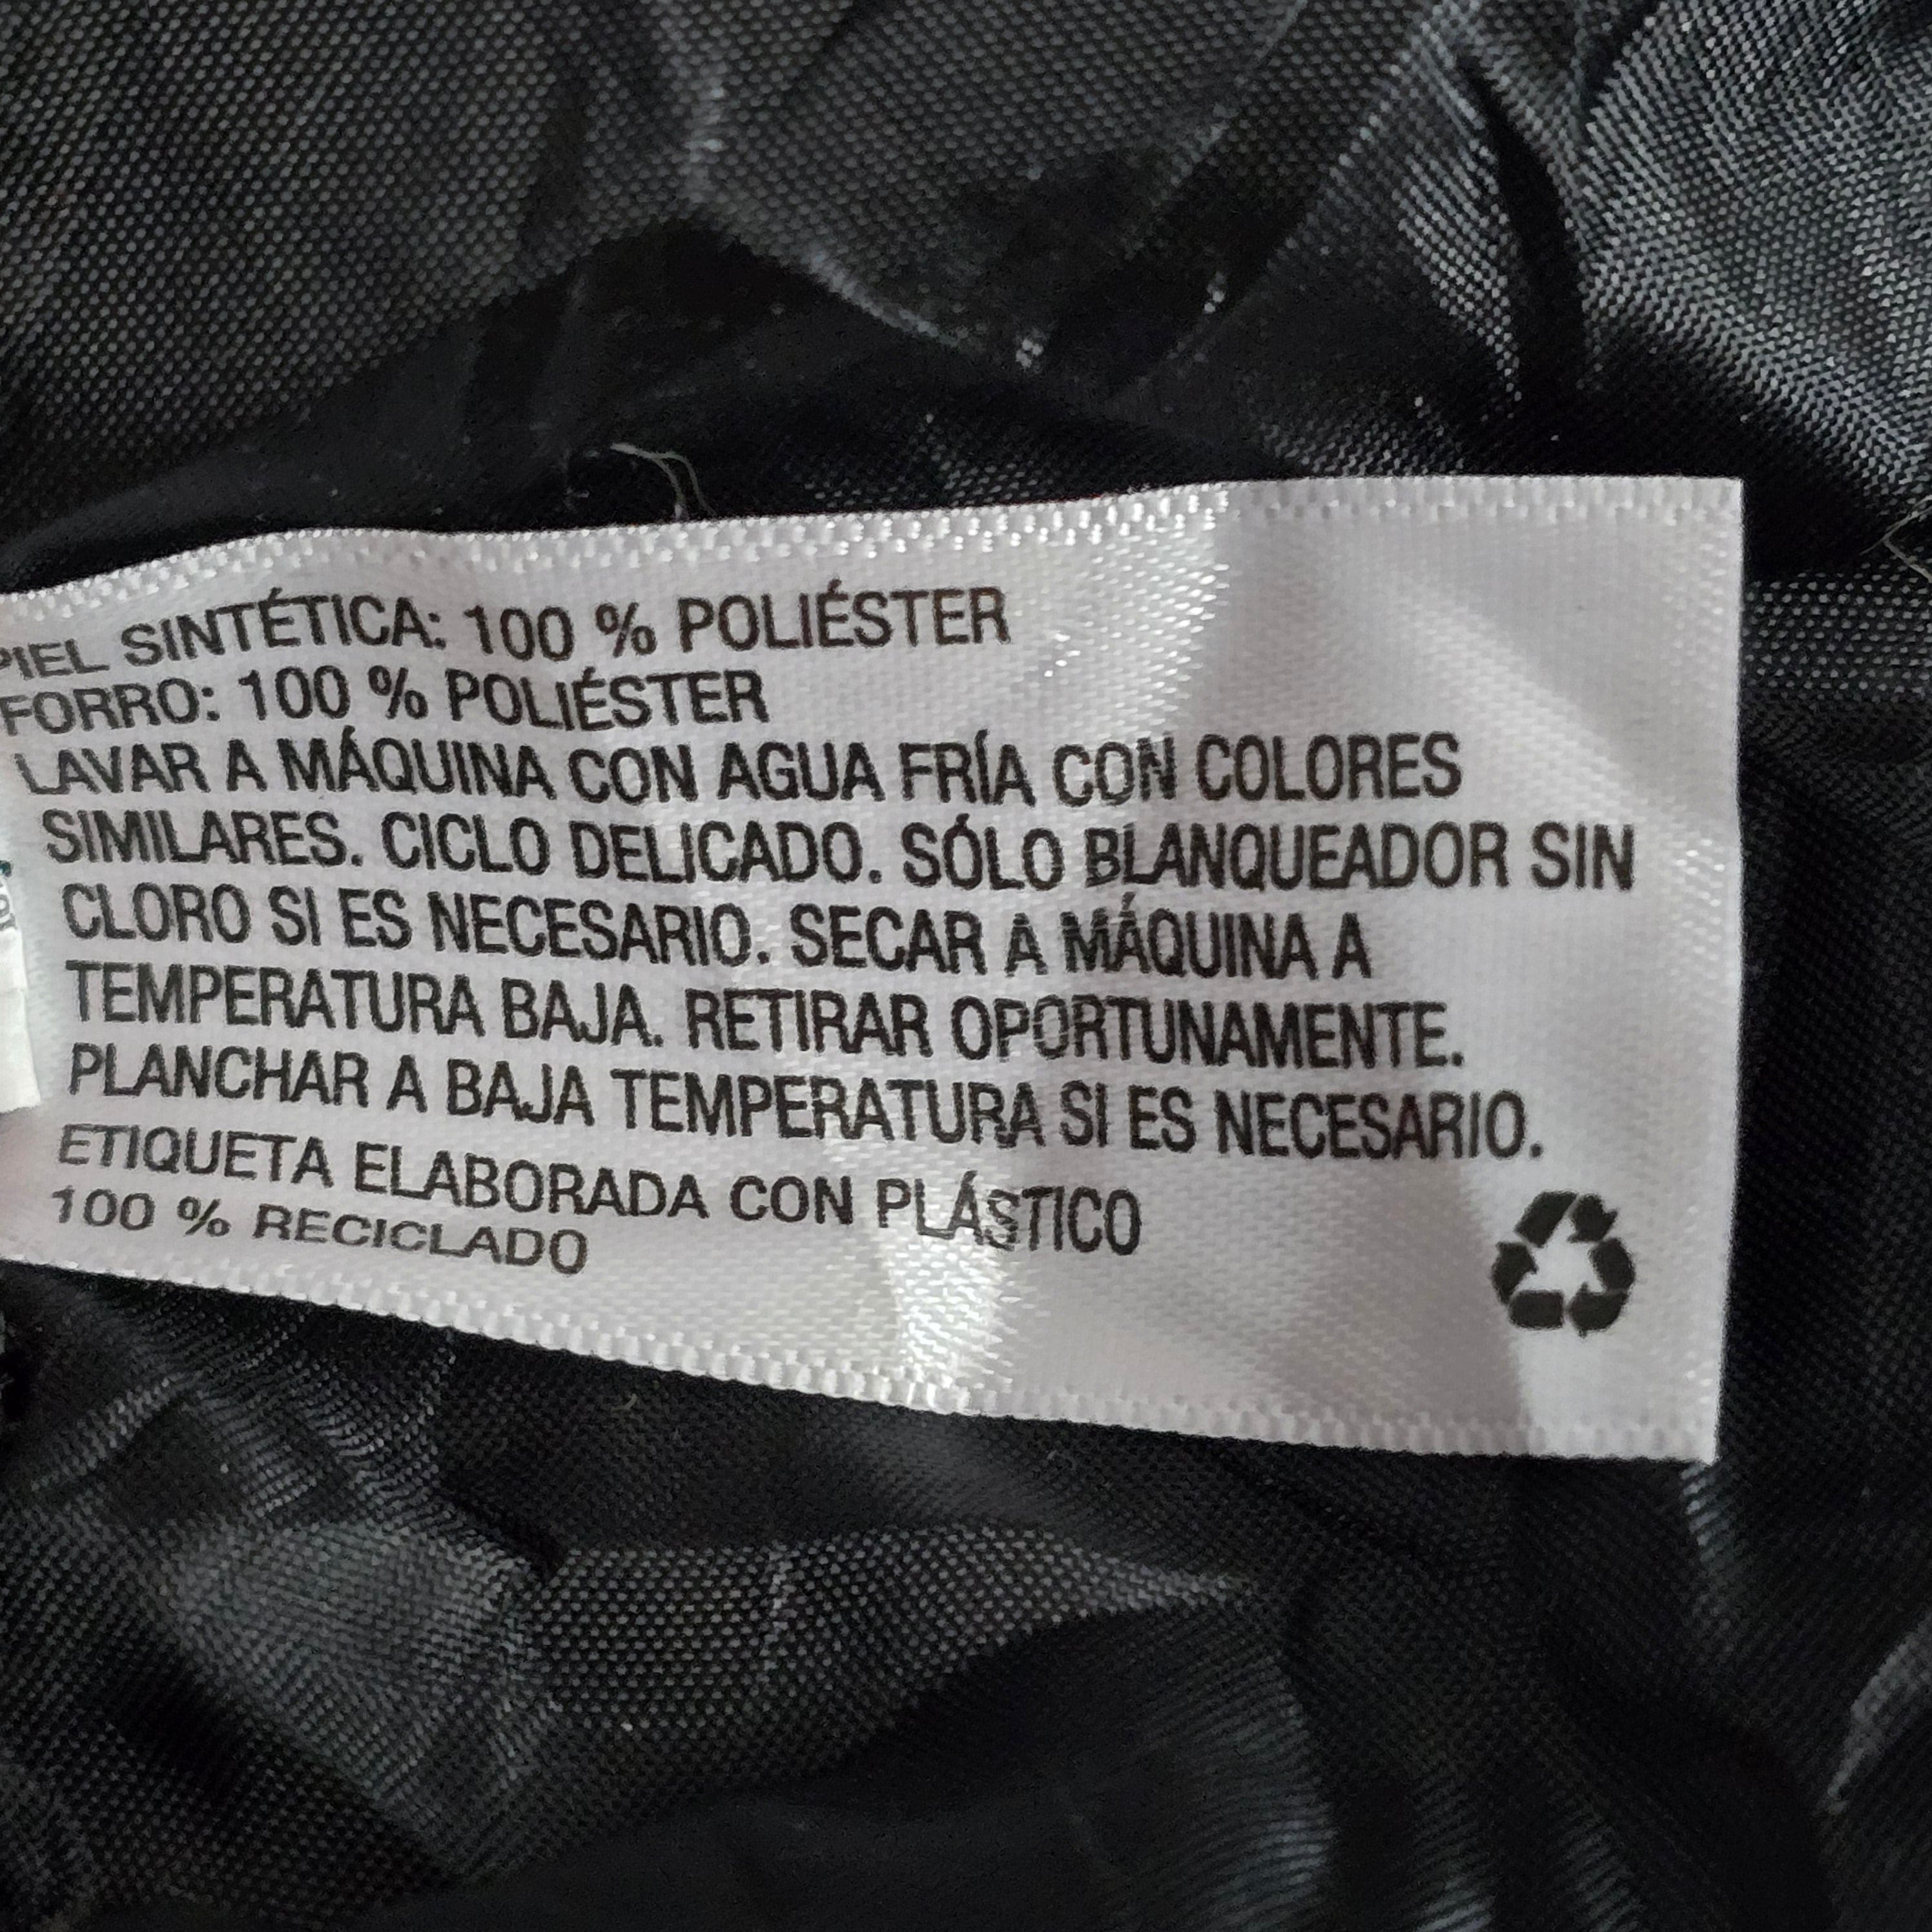 PIEL SINTÉTICA: 100 % POLIÉSTER
FORRO: 100 % POLIÉSTER
LAVAR A MÁQUINA CON AGUA FRÍA CON COLORES
SIMILARES. CICLO DELICADO. SÓLO BLANQUEADOR SIN
CLORO SI ES NECESARIO. SECAR A MÁQUINA A
TEMPERATURA BAJA. RETIRAR OPORTUNAMENTE.
PLANCHAR A BAJA TEMPERATURA SI ES NECESARIO.
ETIQUETA ELABORADA CON PLÁSTICO
100 % RECICLADO